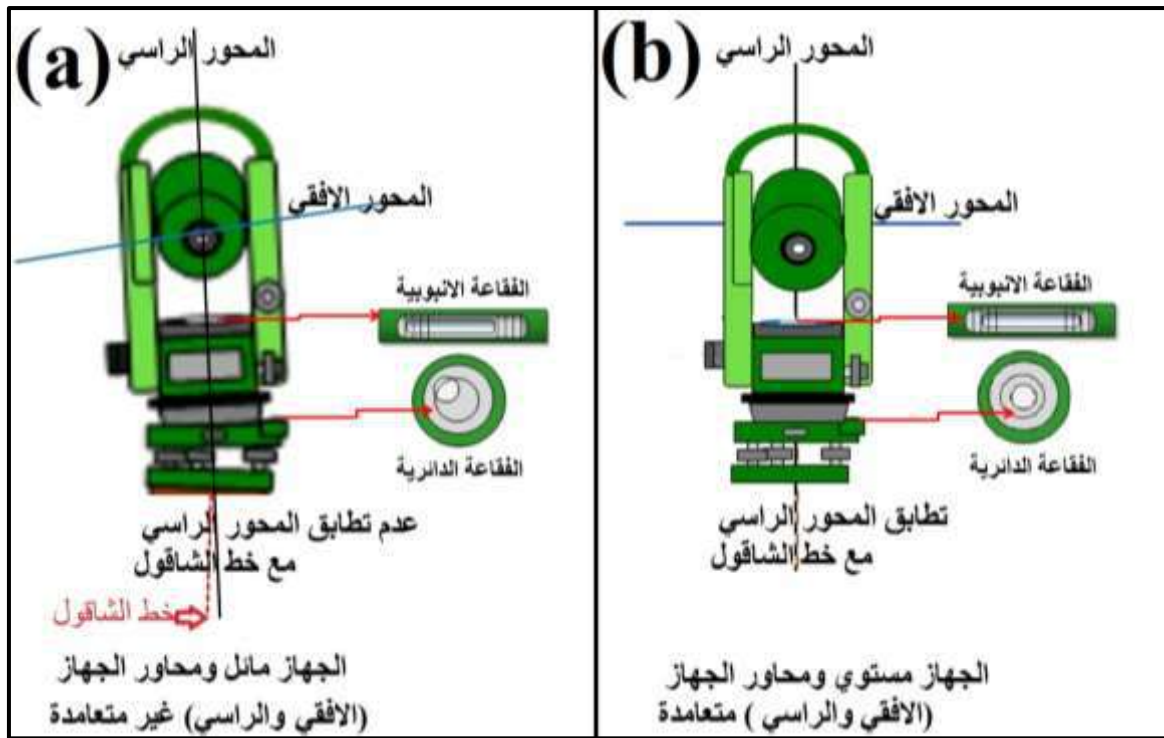 (a)
المحور الراسي
المحور الافقي
الفقاعة الانبوبية
الفقاعة الدائرية
عدم تطابق المحور الراسي
مع خط الشاقول
خط الشاقول
الجهاز مائل ومحاور الجهاز
(الافقي والراسي) غير متعامدة
(b)
المحور الراسي
المحور الافقي
الفقاعة الانبوبية
الفقاعة الدائرية
تطابق المحور الراسي
مع خط الشاقول
الجهاز مستوي ومحاور الجهاز
(الافقي والراسي ) متعامدة